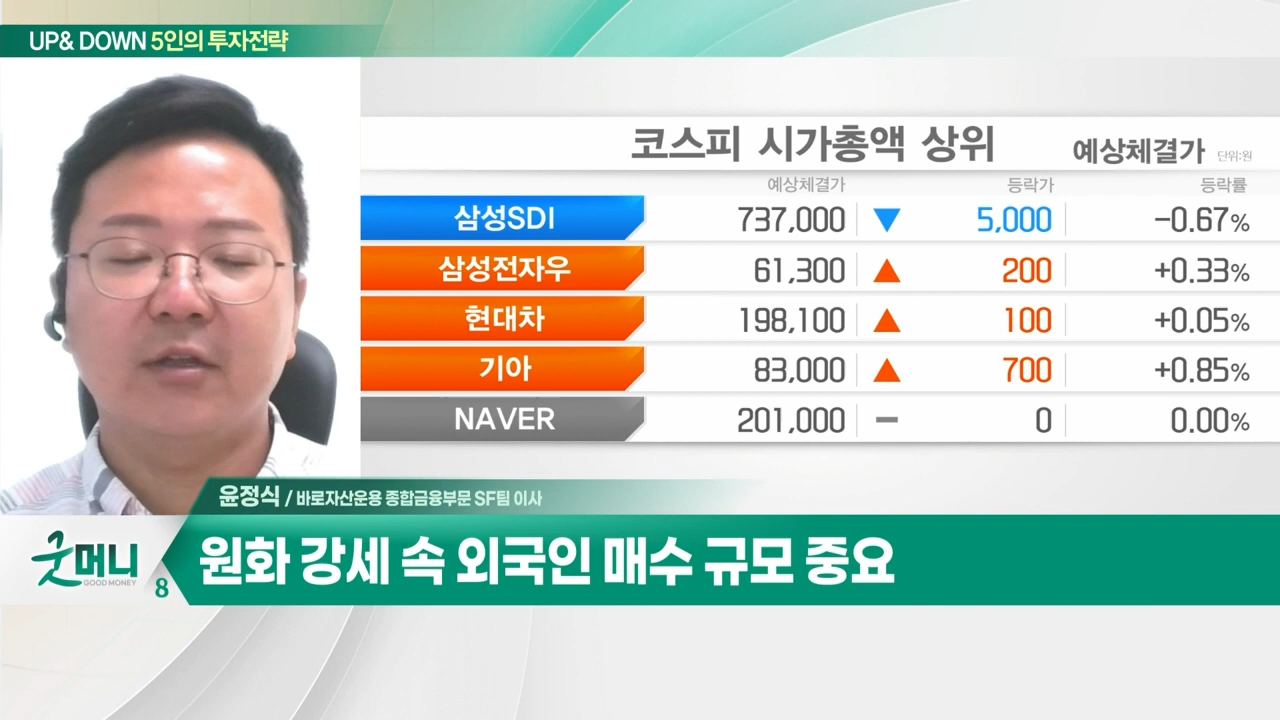 UP& DOWN 5인의 투자전략
코스피 시가총액 상위 예상체결가 단위:원
예상체결가 등락가 등락률
삼성SDI 737,000 ▼ 5,000 -0.67%
삼성전자우 61,300 ▲ 200 +0.33%
현대차 198,100 ▲ 100 +0.05%
기아 83,000 ▲ 700 +0.85%
NAVER 201,000 - 0 0.00%
윤정식 / 바로자산운용 종합금융부문 SF팀 이사
굿머니
GOOD MONEY
8
원화 강세 속 외국인 매수 규모 중요